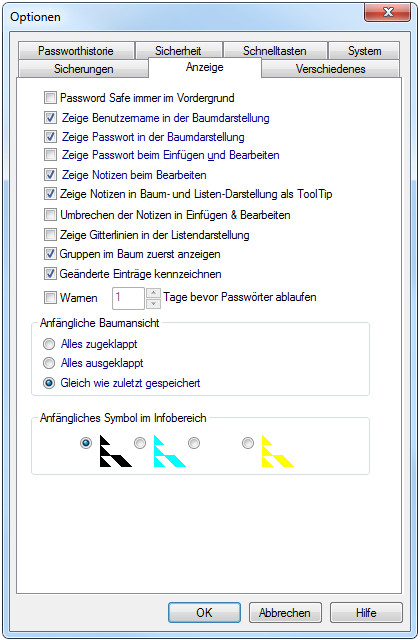 Optionen
Passworthistorie Sicherheit Schnelltasten System
Sicherungen Anzeige Verschiedenes
Password Safe immer im Vordergrund
Zeige Benutzername in der Baumdarstellung
Zeige Passwort in der Baumdarstellung
Zeige Passwort beim Einfügen und Bearbeiten
Zeige Notizen beim Bearbeiten
Zeige Notizen in Baum- und Listen-Darstellung als ToolTip
Umbrechen der Notizen in Einfügen & Bearbeiten
Zeige Gitterlinien in der Listendarstellung
Gruppen im Baum zuerst anzeigen
Geänderte Einträge kennzeichnen
Warnen 1 Tage bevor Passwörter ablaufen
Anfängliche Baumansicht
Alles zugeklappt
Alles ausgeklappt
Gleich wie zuletzt gespeichert
Anfängliches Symbol im Infobereich
OK Abbrechen Hilfe